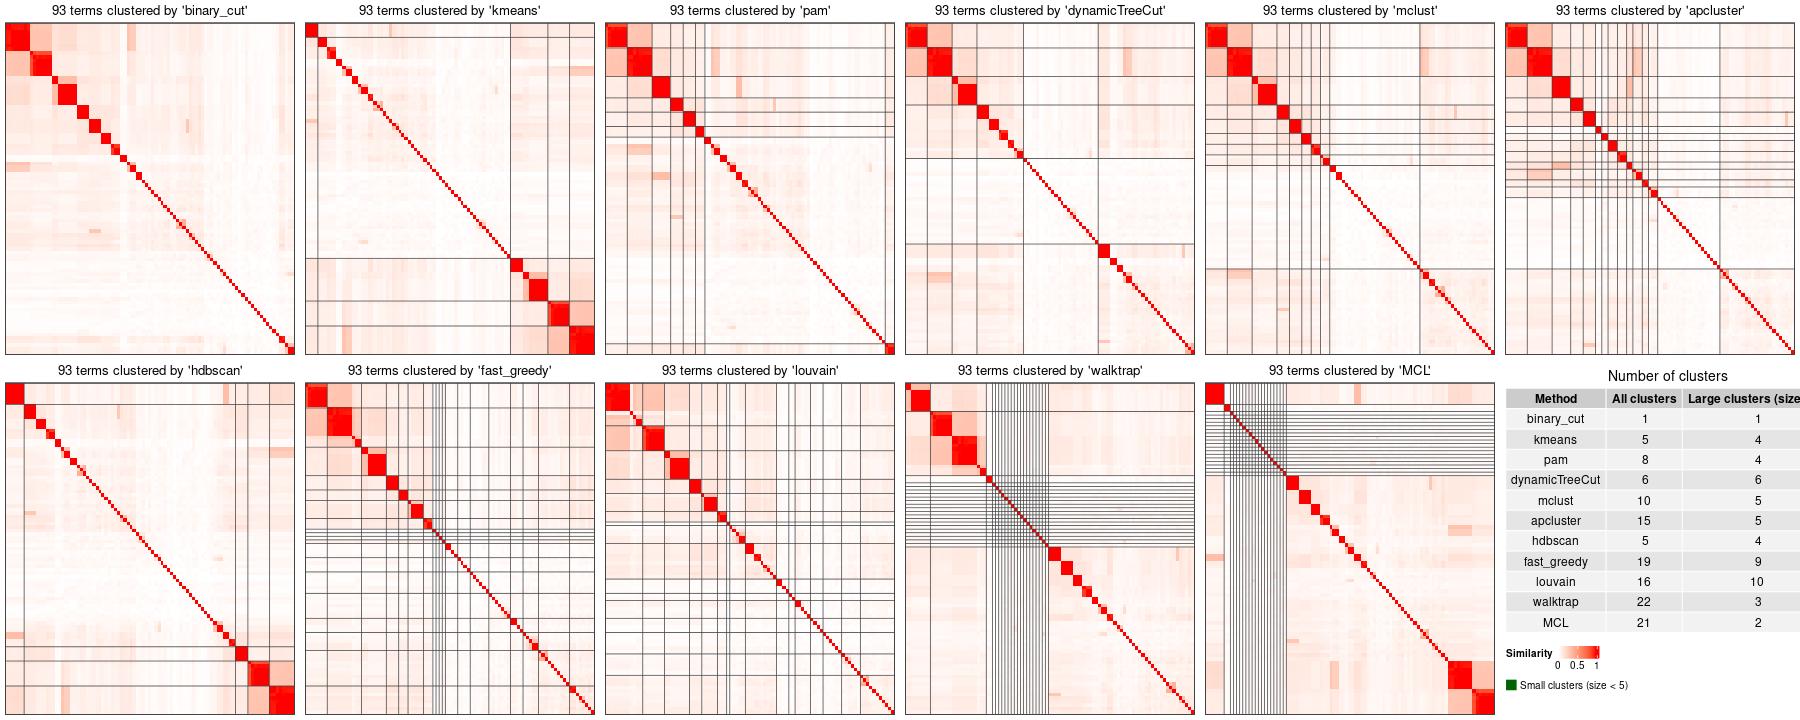 93 terms clustered by 'binary_cut'
93 terms clustered by 'kmeans'
93 terms clustered by 'pam'
93 terms clustered by 'dynamicTreeCut'
93 terms clustered by 'mclust'
93 terms clustered by 'apcluster'
93 terms clustered by 'hdbscan'
93 terms clustered by 'fast_greedy'
93 terms clustered by 'louvain'
93 terms clustered by 'walktrap'
93 terms clustered by 'MCL'
Number of clusters
Method All clusters Large clusters (size
binary_cut 1 1
kmeans 5 4
pam 8 4
dynamicTreeCut 6 6
mclust 10 5
apcluster 15 5
hdbscan 5 4
fast_greedy 19 9
louvain 16 10
walktrap 22 3
MCL 21 2
Similarity
0 0.5 1
Small clusters (size < 5)